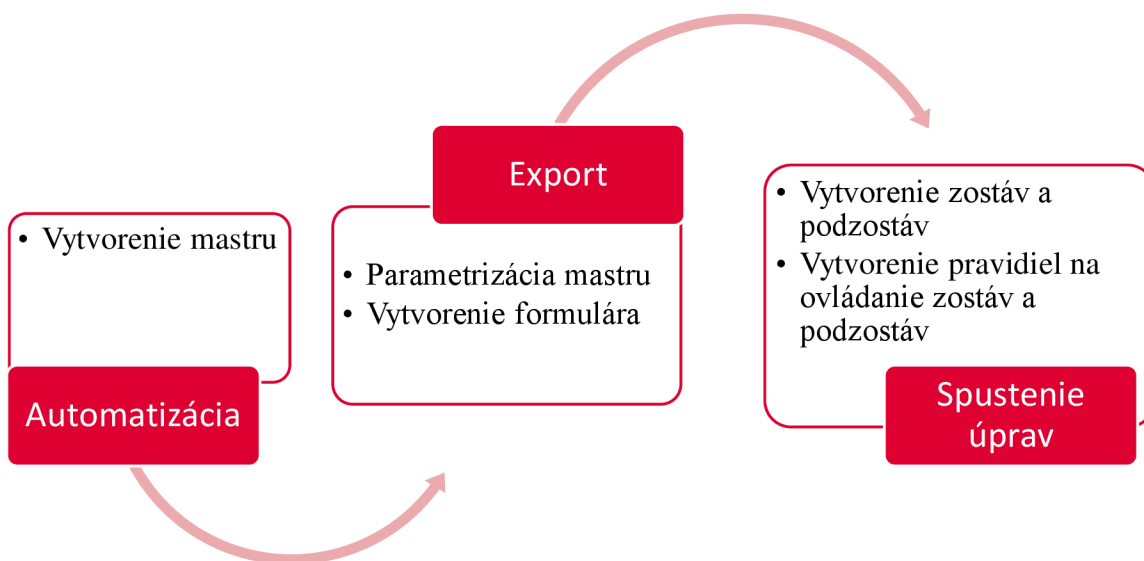 • Vytvorenie mastru
Automatizácia
Export
• Parametrizácia mastru
• Vytvorenie formulára
• Vytvorenie zostáv a
podzostáv
• Vytvorenie pravidiel na
ovládanie zostáv a
podzostáv
Spustenie
úprav